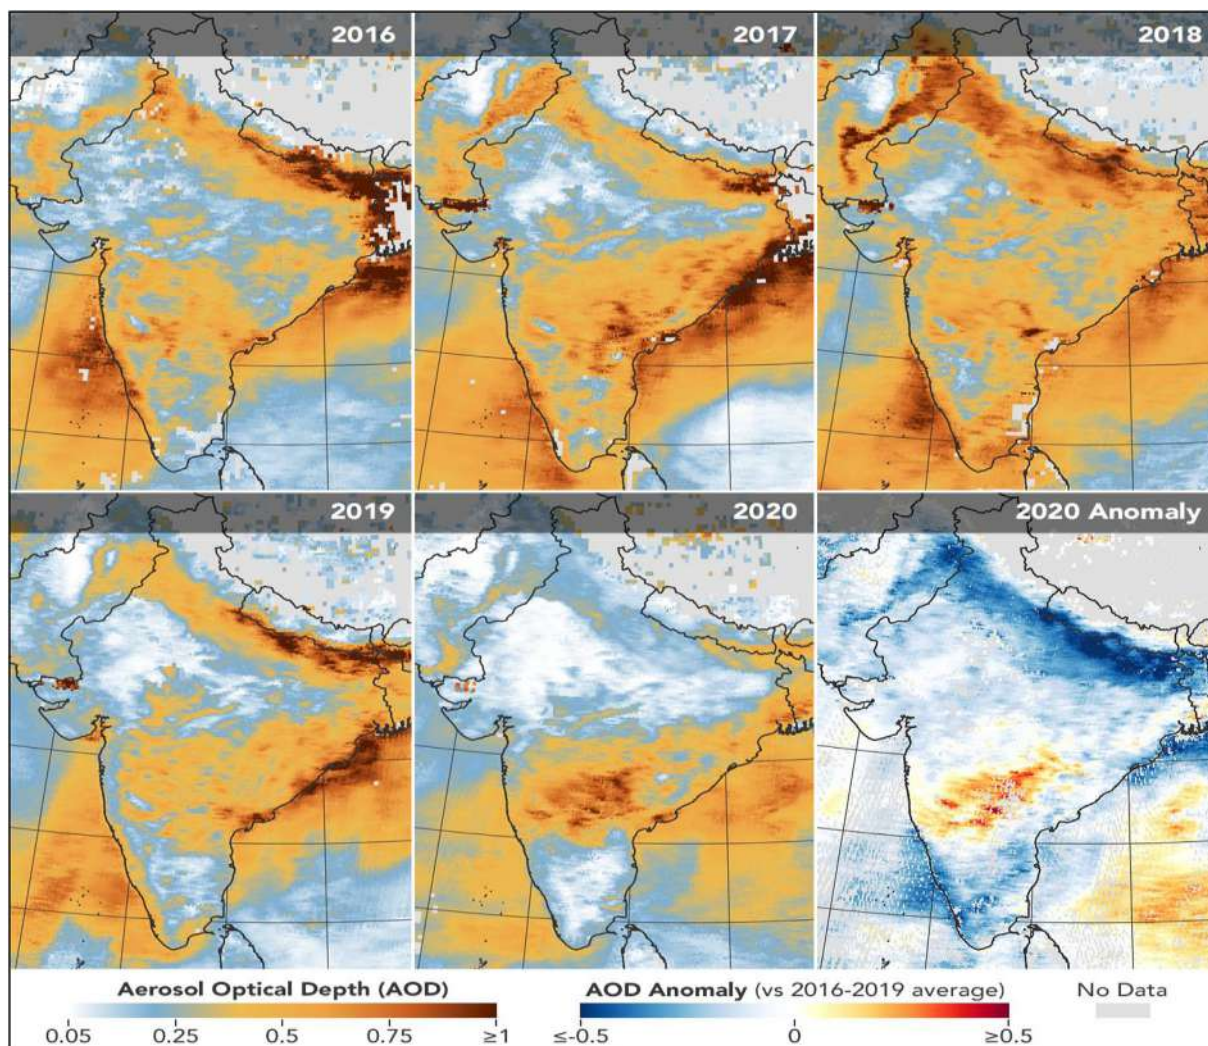 2016
2017
2018
2019
2020
2020 Anomaly
Aerosol Optical Depth (AOD)
0.05 0.25 0.5 0.75 ≥1
AOD Anomaly (vs 2016-2019 average)
≤-0.5 0 ≥0.5
No Data